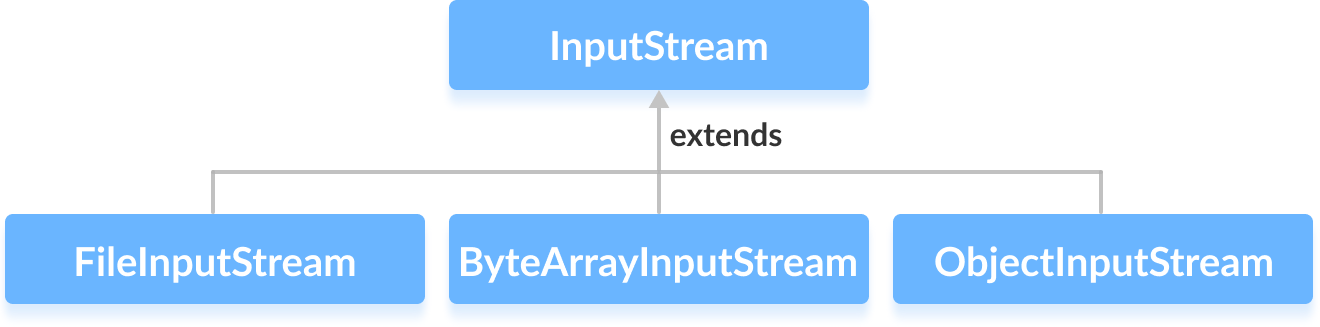 InputStream
extends
FileInputStream
ByteArrayInputStream
ObjectInputStream